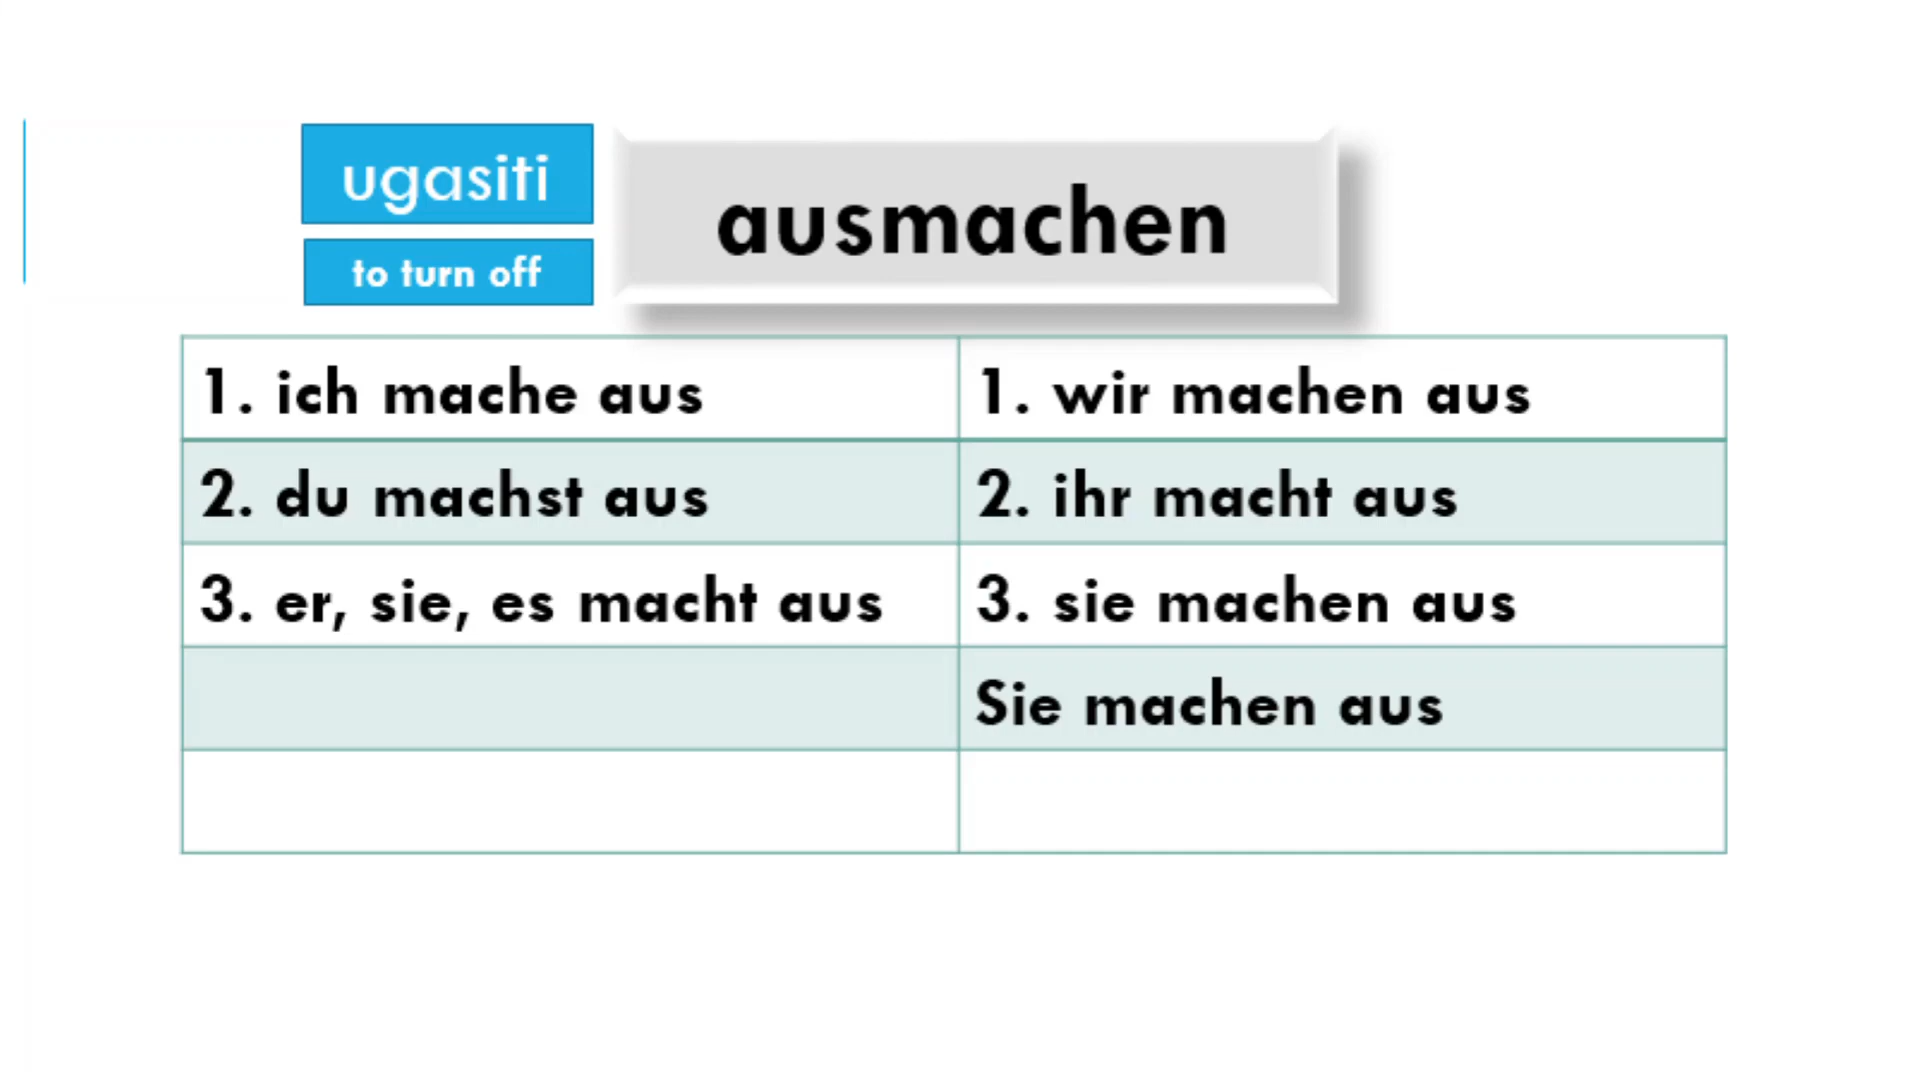 ugasiti
to turn off
ausmachen
1. ich mache aus
1. wir machen aus
2. du machst aus
2. ihr macht aus
3. er, sie, es macht aus
3. sie machen aus
Sie machen aus